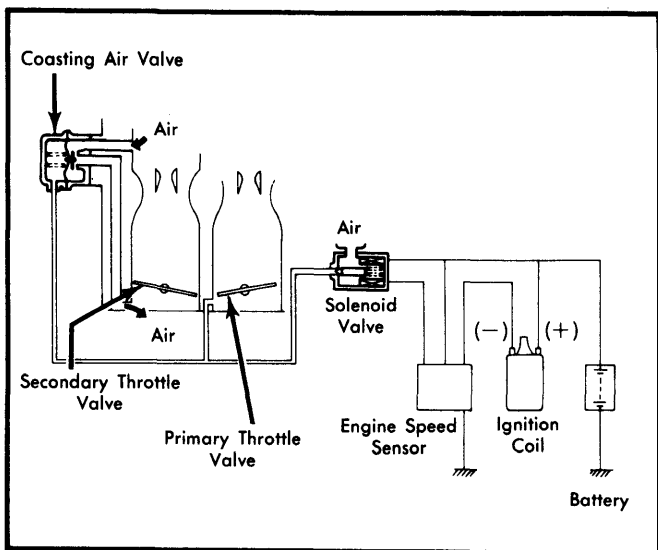 Coasting Air Valve
Air
Air
Solenoid
Valve
(-)
(+)
Air
Secondary Throttle
Valve
Primary Throttle
Valve
Engine Speed
Sensor
Ignition
Coil
Battery